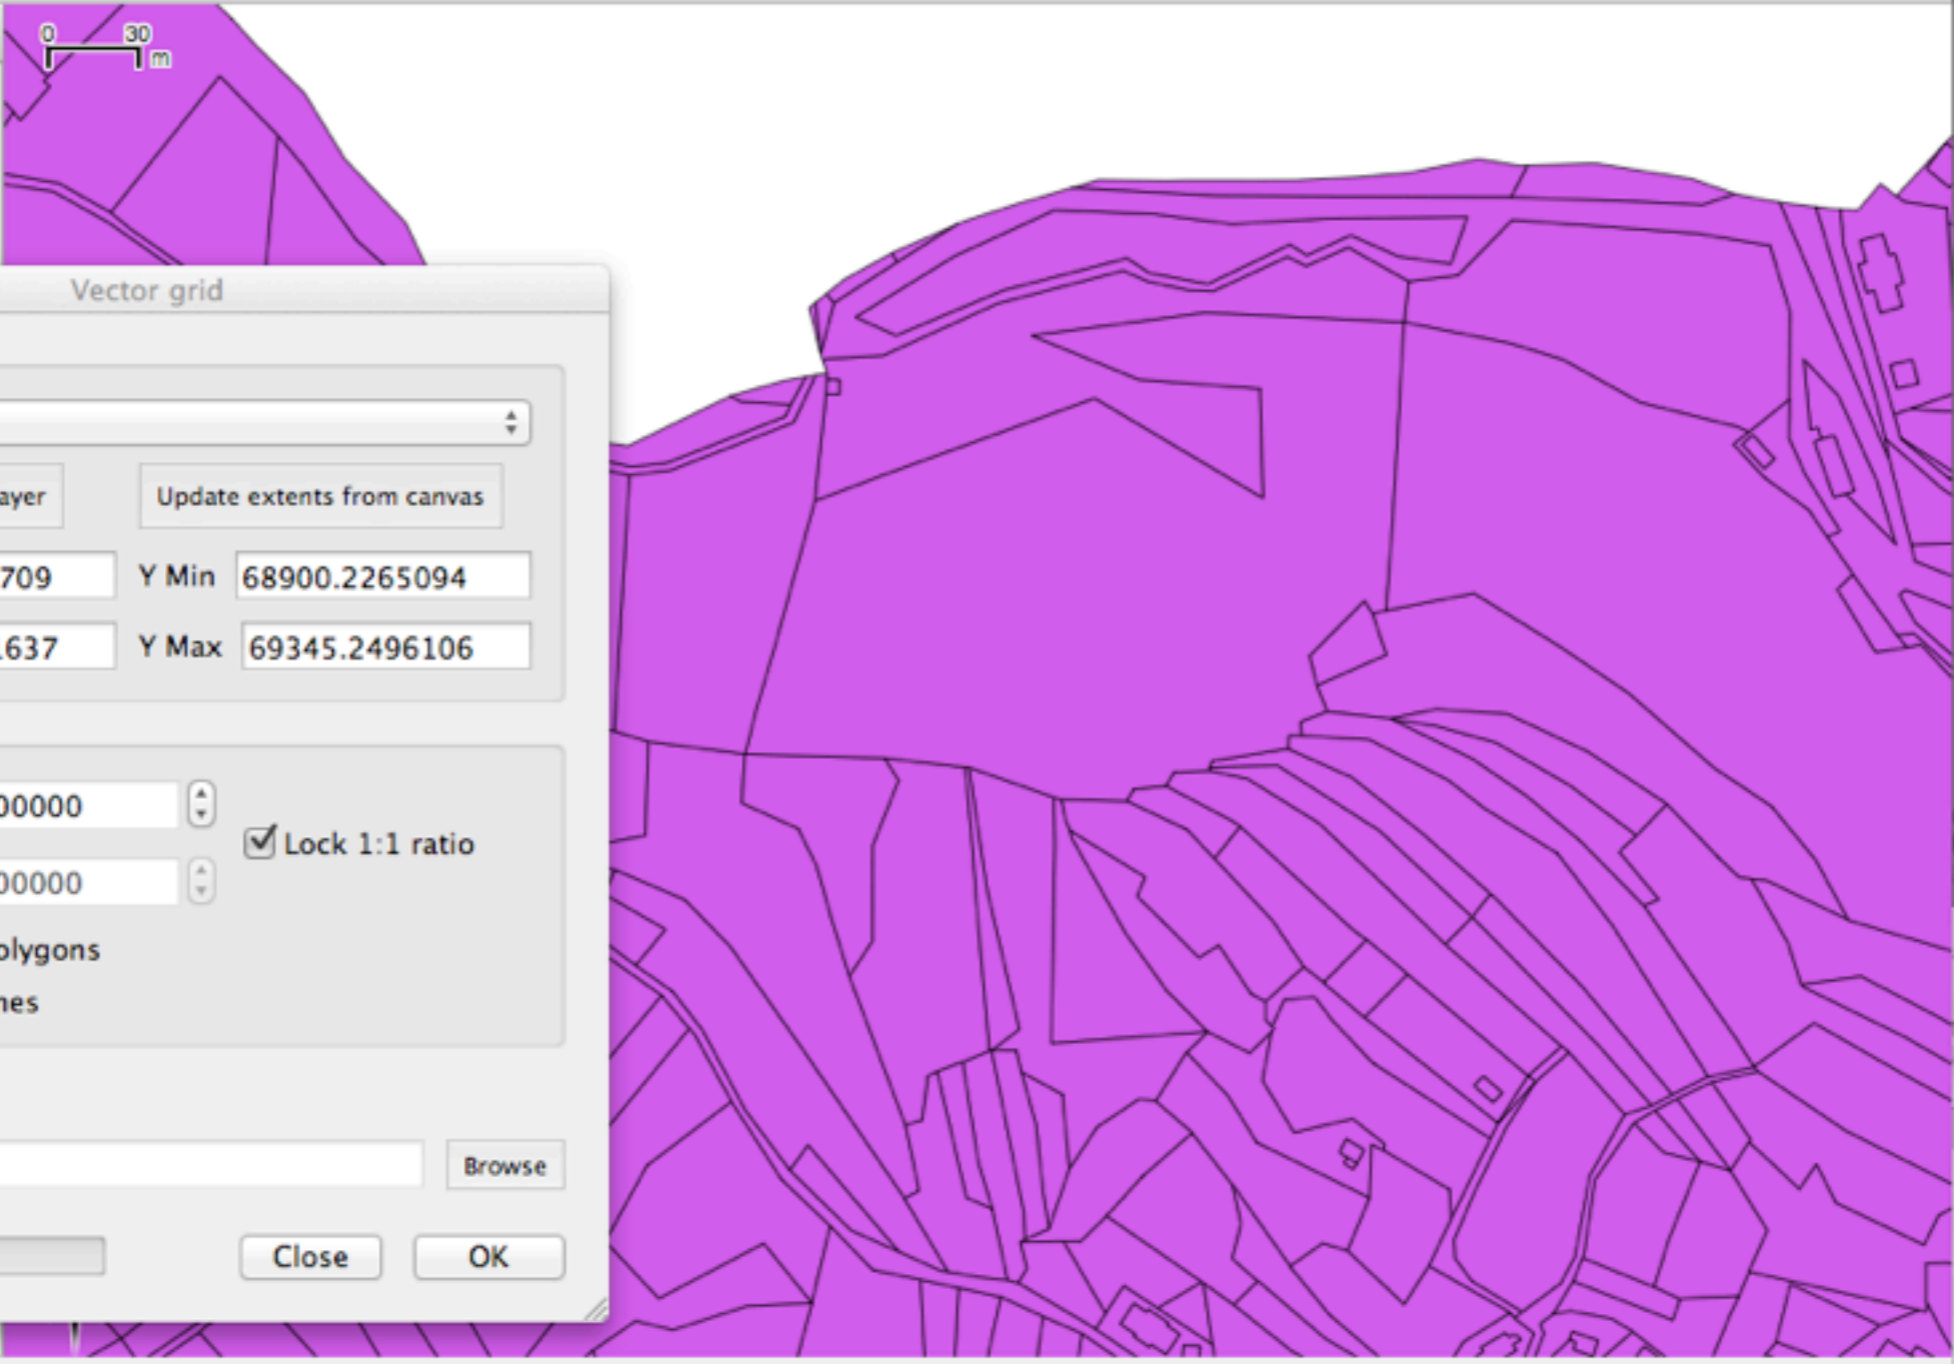 0 30
m
Vector grid
ayer
Update extents from canvas
709
Y Min
68900.2265094
.637
Y Max
69345.2496106
00000
Lock 1:1 ratio
00000
olygons
nes
Browse
Close
OK